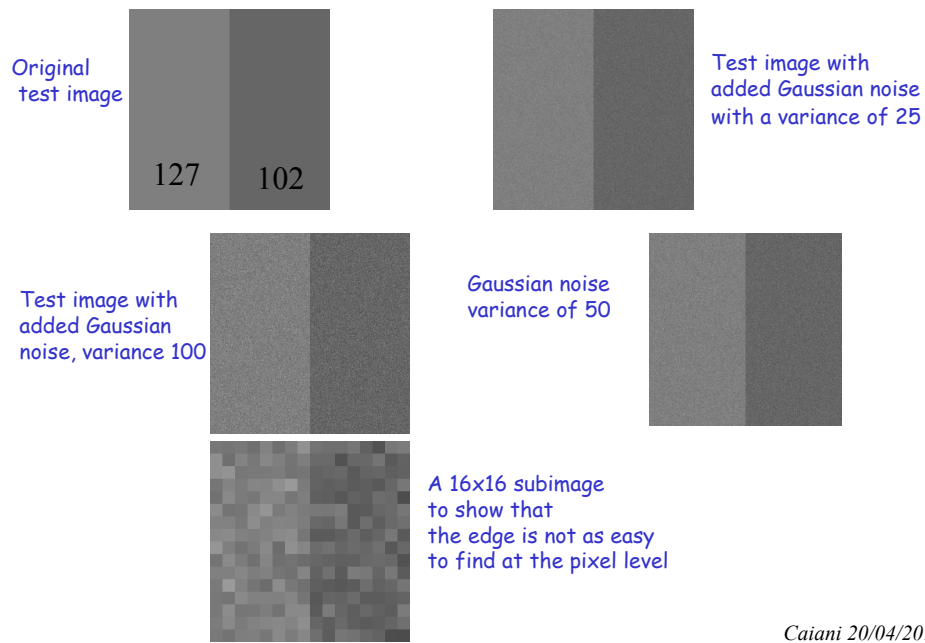 Original
test image
127
102
Test image with
added Gaussian noise
with a variance of 25
Test image with
added Gaussian
noise, variance 100
Gaussian noise
variance of 50
A 16x16 subimage
to show that
the edge is not as easy
to find at the pixel level
Caiani 20/04/20